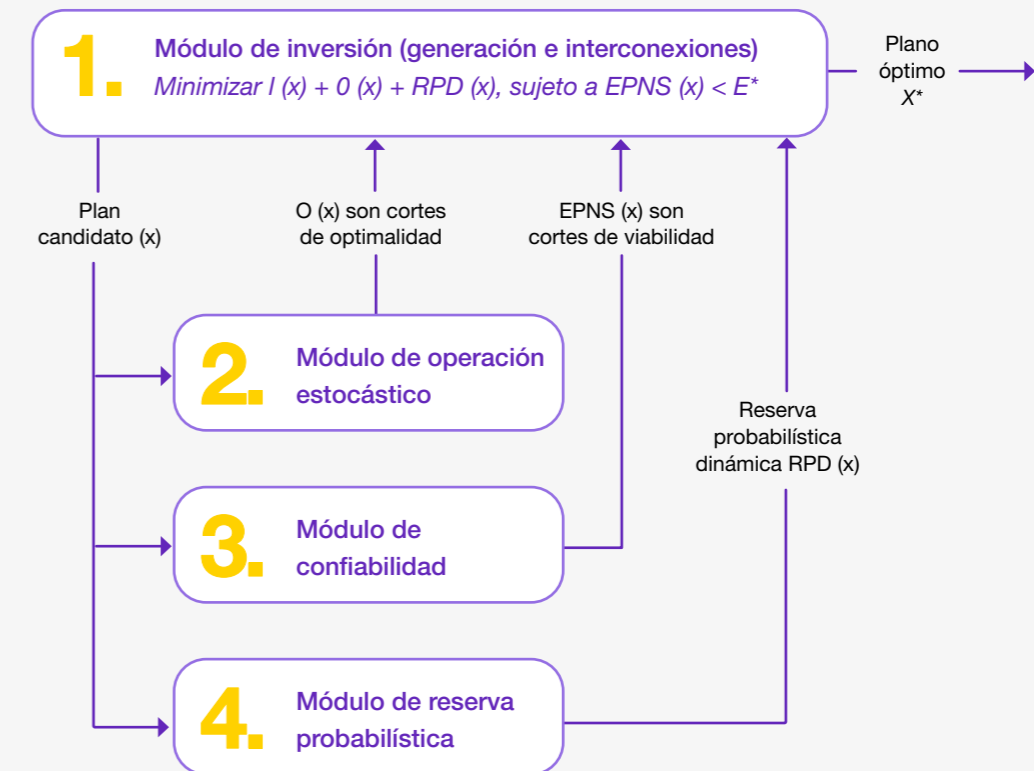 1.
Módulo de inversión (generación e interconexiones)
Minimizar I (x) + 0 (x) + RPD (x), sujeto a EPNS (x) < E*
Plano
óptimo
X*
Plan
candidato (x)
O (x) son cortes
de optimalidad
EPNS (x) son
cortes de viabilidad
2.
Módulo de operación
estocástico
Reserva
probabilística
dinámica RPD (x)
3.
Módulo de
confiabilidad
4.
Módulo de reserva
probabilística